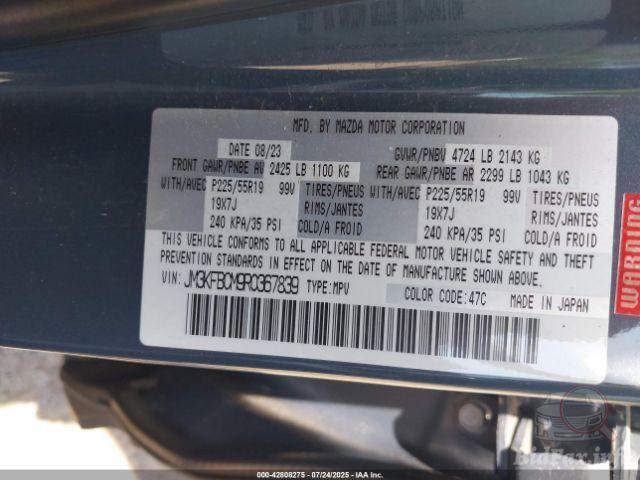 MFD. BY MAZDA MOTOR CORPORATION
DATE 08/23
GVWR/PNBV 4724 LB 2143 KG
FRONT GAWR/PNBE AV 2425 LB 1100 KG
REAR GAWR/PNBE AR 2299 LB 1043 KG
WITH/AVEC P225/55R19 99V TIRES/PNEUS WITH/AVEC P225/55R19 99V TIRES/PNEUS
19X7J RIMS/JANTES 19X7J RIMS/JANTES
240 KPA/35 PSI COLD/A FROID 240 KPA/35 PSI COLD/A FROID
THIS VEHICLE CONFORMS TO ALL APPLICABLE FEDERAL MOTOR VEHICLE SAFETY AND THEFT
PREVENTION STANDARDS IN EFFECT ON THE DATE OF MANUFACTURE SHOWN ABOVE.
VIN: JM3KFBCM9R0367839 TYPE: MPV
COLOR CODE: 47C MADE IN JAPAN
WARNING
000-42808275 - 07/24/2025 - IAAI Inc.
BidFax.info